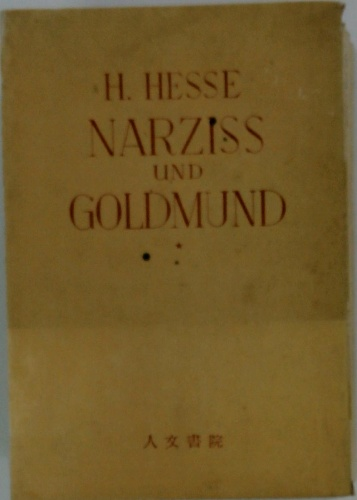 H. HESSE
NARZISS
UND
GOLDMUND
人文書院